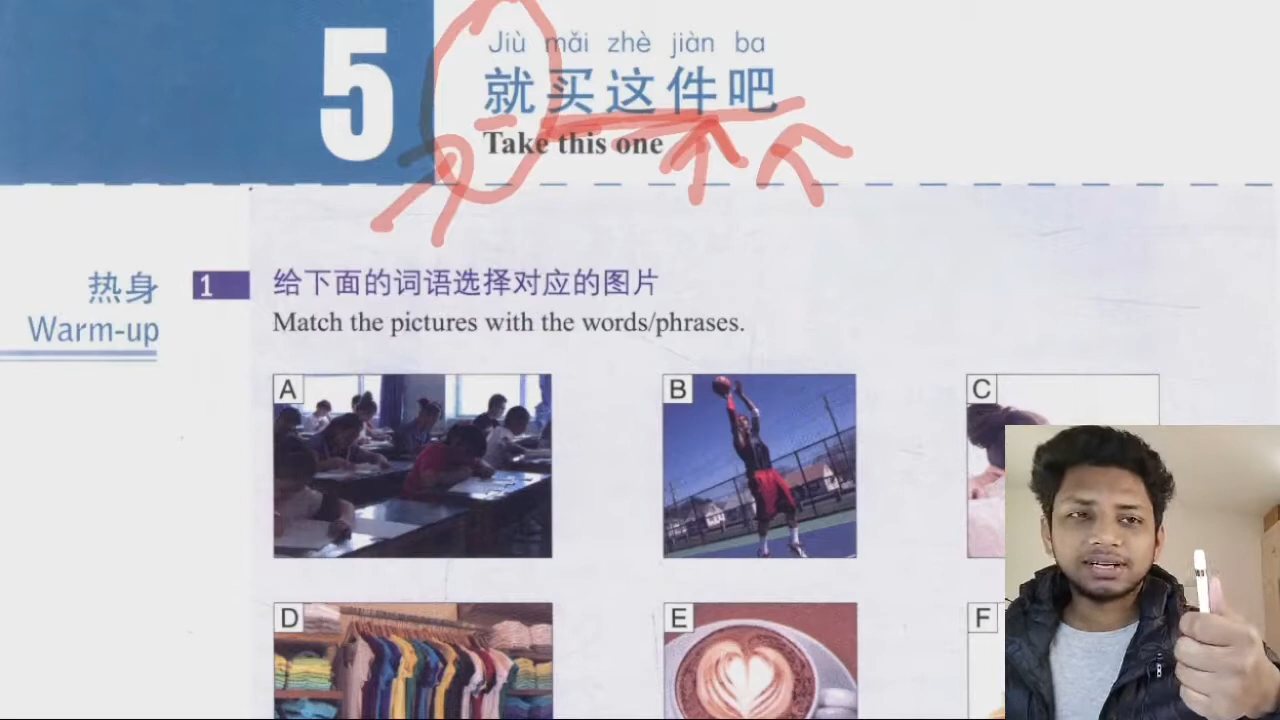 5
Jiù mǎi zhè jiàn ba
就买这件吧
Take this one
热身
Warm-up
1
给下面的词语选择对应的图片
Match the pictures with the words/phrases.
A
B
C
D
E
F